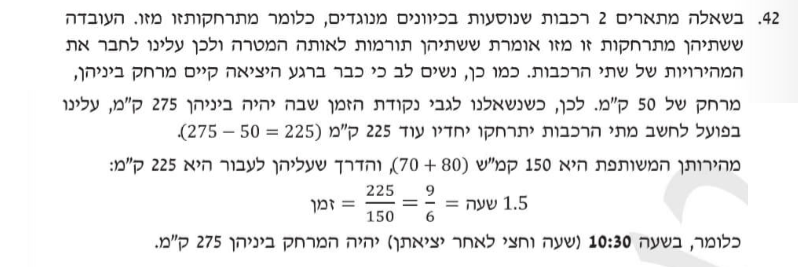 42. בשאלה מתארים 2 רכבות שנוסעות בכיוונים מנוגדים, כלומר מתרחקותזו מזו. העובדה
ששתיהן מתרחקות זו מזו אומרת ששתיהן תורמות לאותה המטרה ולכן עלינו לחבר את
המהירויות של שתי הרכבות. כמו כן, נשים לב כי כבר ברגע היציאה קיים מרחק ביניהן,
מרחק של 50 ק"מ. לכן, כשנשאלנו לגבי נקודת הזמן שבה יהיה ביניהן 275 ק"מ, עלינו
בפועל לחשב מתי הרכבות יתרחקו יחדיו עוד 225 ק"מ (275 − 50 = 225).
מהירותן המשותפת היא 150 קמ"ש (70 + 80), והדרך שעליהן לעבור היא 225 ק"מ:
זמן = 225/150 = 9/6 = 1.5 שעה
כלומר, בשעה 10:30 (שעה וחצי לאחר יציאתן) יהיה המרחק ביניהן 275 ק"מ.